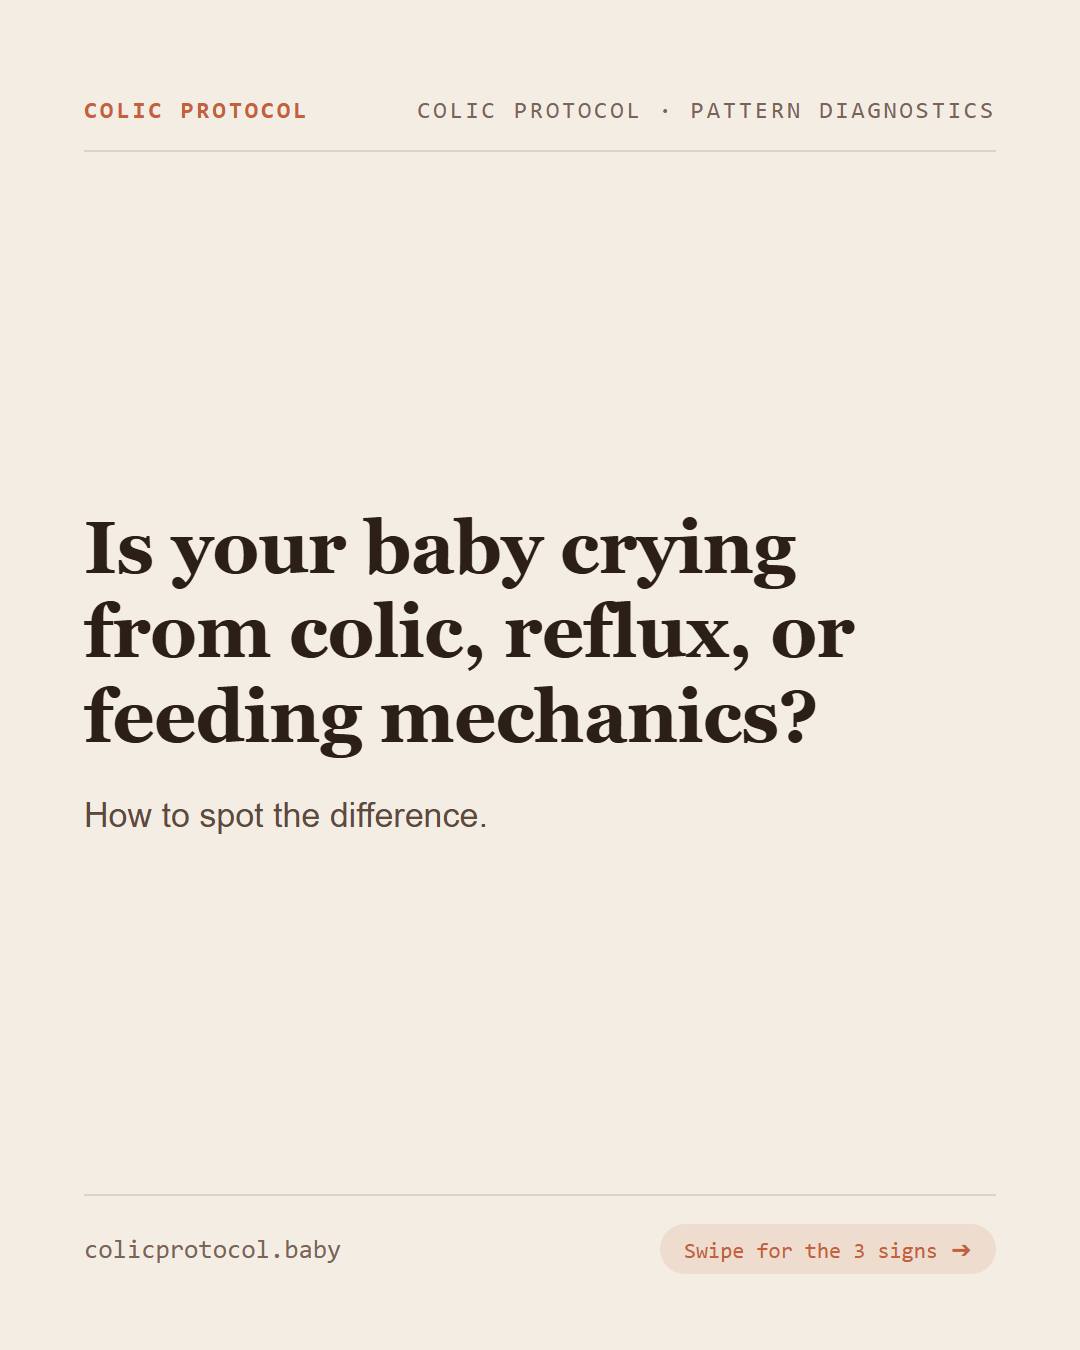 COLIC PROTOCOL
COLIC PROTOCOL · PATTERN DIAGNOSTICS
Is your baby crying
from colic, reflux, or
feeding mechanics?
How to spot the difference.
colicprotocol.baby
Swipe for the 3 signs ➔